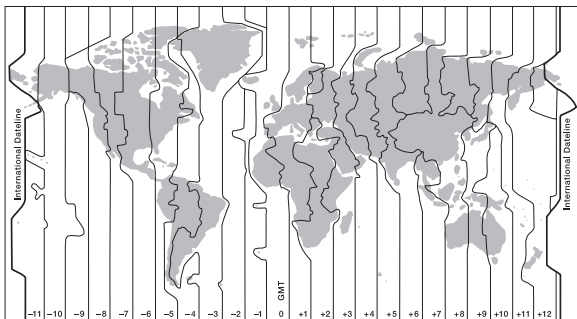 International Dateline
International Dateline
GMT
–11 –10 –9 –8 –7 –6 –5 –4 –3 –2 –1 0 +1 +2 +3 +4 +5 +6 +7 +8 +9 +10 +11 +12